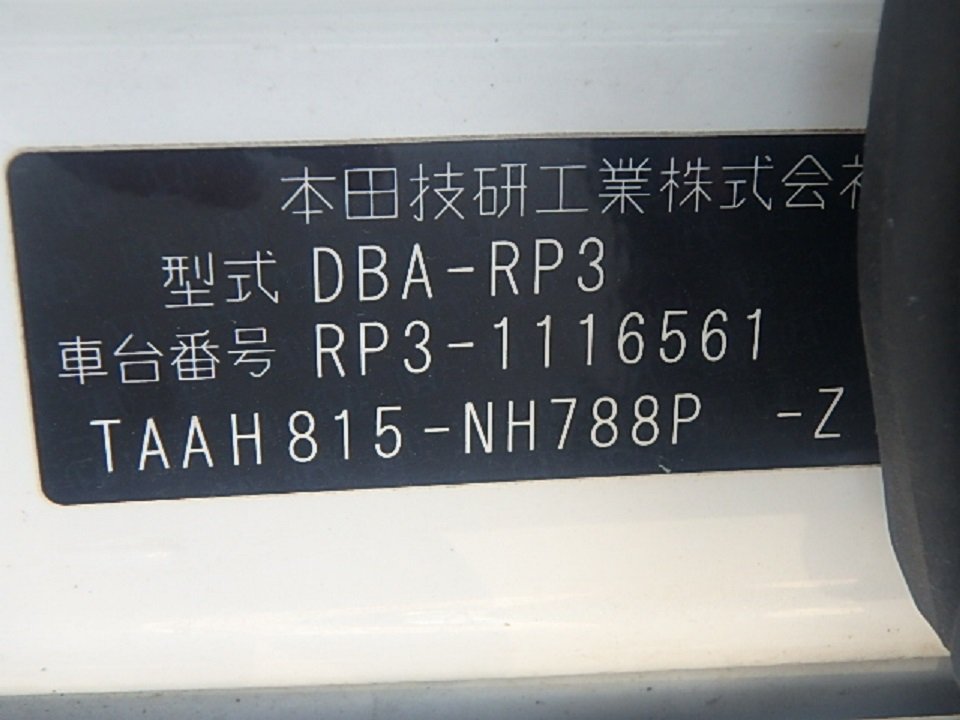 本田技研工業株式会社
型式 DBA-RP3
車台番号 RP3-1116561
TAAH815-NH788P -Z